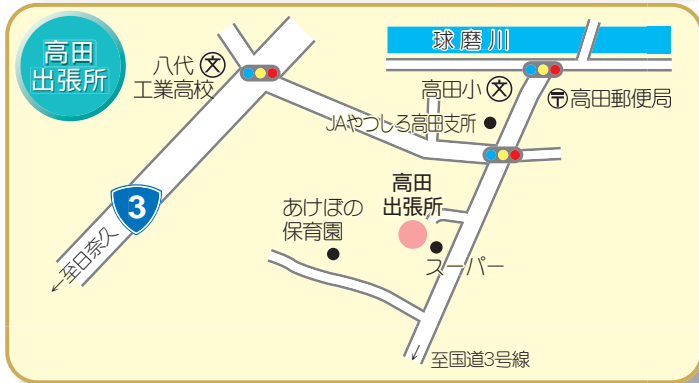 高田
出張所
球磨川
八代
工業高校
文
高田小
文
〒高田郵便局
JAやつしろ高田支所
3
高田
出張所
あけぼの
保育園
スーパー
←至日奈久
←至国道3号線